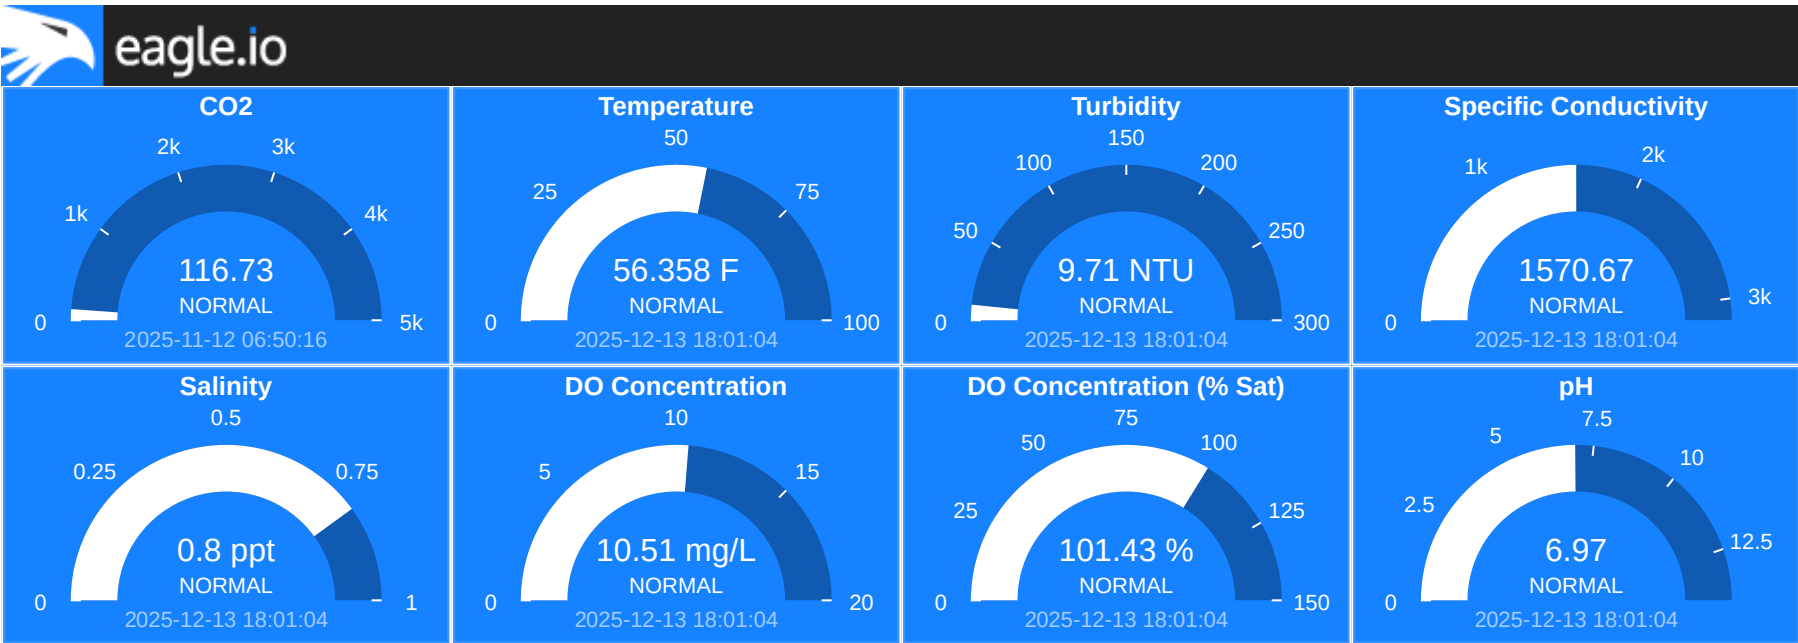 eagle.io
CO2
0
1k
2k
3k
4k
5k
116.73
NORMAL
2025-11-12 06:50:16
Temperature
0
25
50
75
100
56.358 F
NORMAL
2025-12-13 18:01:04
Turbidity
0
50
100
150
200
250
300
9.71 NTU
NORMAL
2025-12-13 18:01:04
Specific Conductivity
0
1k
2k
3k
1570.67
NORMAL
2025-12-13 18:01:04
Salinity
0
0.25
0.5
0.75
1
0.8 ppt
NORMAL
2025-12-13 18:01:04
DO Concentration
0
5
10
15
20
10.51 mg/L
NORMAL
2025-12-13 18:01:04
DO Concentration (% Sat)
0
25
50
75
100
125
150
101.43 %
NORMAL
2025-12-13 18:01:04
pH
0
2.5
5
7.5
10
12.5
6.97
NORMAL
2025-12-13 18:01:04